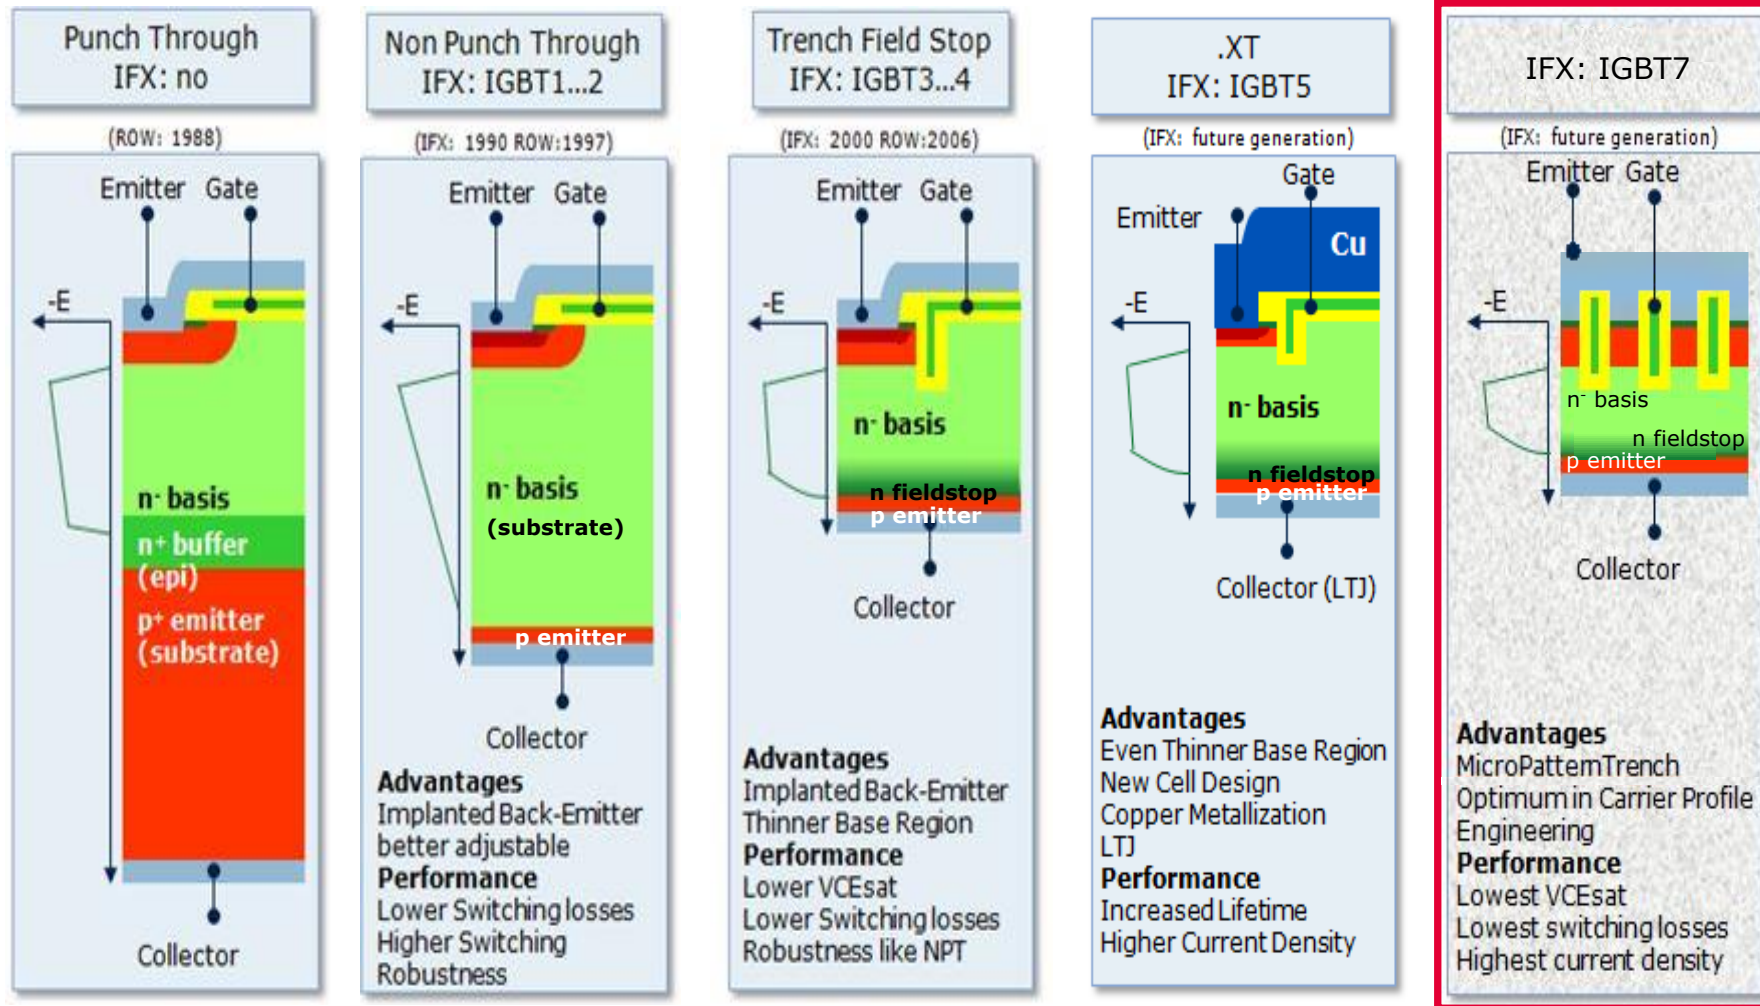 Punch Through
IFX: no
(ROW: 1988)
Emitter Gate
-E
n- basis
n+ buffer
(epi)
p+ emitter
(substrate)
Collector
Non Punch Through
IFX: IGBT1...2
(IFX: 1990 ROW:1997)
Emitter Gate
-E
n- basis
(substrate)
p emitter
Collector
Advantages
Implanted Back-Emitter
better adjustable
Performance
Lower Switching losses
Higher Switching
Robustness
Trench Field Stop
IFX: IGBT3...4
(IFX: 2000 ROW:2006)
Emitter Gate
-E
n- basis
n fieldstop
p emitter
Collector
Advantages
Implanted Back-Emitter
Thinner Base Region
Performance
Lower VCEsat
Lower Switching losses
Robustness like NPT
.XT
IFX: IGBT5
(IFX: future generation)
Gate
Emitter
Cu
-E
n- basis
n fieldstop
p emitter
Collector (LTJ)
Advantages
Even Thinner Base Region
New Cell Design
Copper Metallization
LTJ
Performance
Increased Lifetime
Higher Current Density
IFX: IGBT7
(IFX: future generation)
Emitter Gate
-E
n- basis
n fieldstop
p emitter
Collector
Advantages
MicroPatternTrench
Optimum in Carrier Profile
Engineering
Performance
Lowest VCEsat
Lowest switching losses
Highest current density